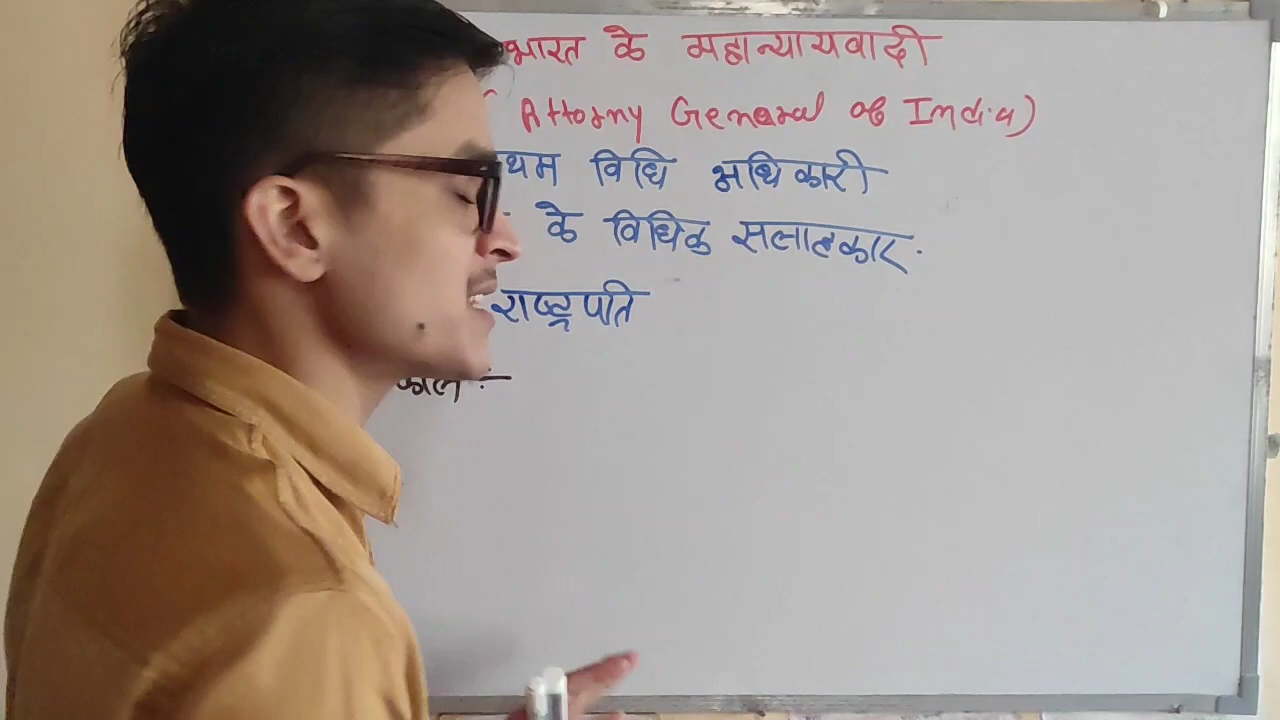 भारत के महान्यायवादी
( Attorny General of India)
थम विधि अधिकारी
के विधिक सलाहकार.
राष्ट्रपति
काल :-